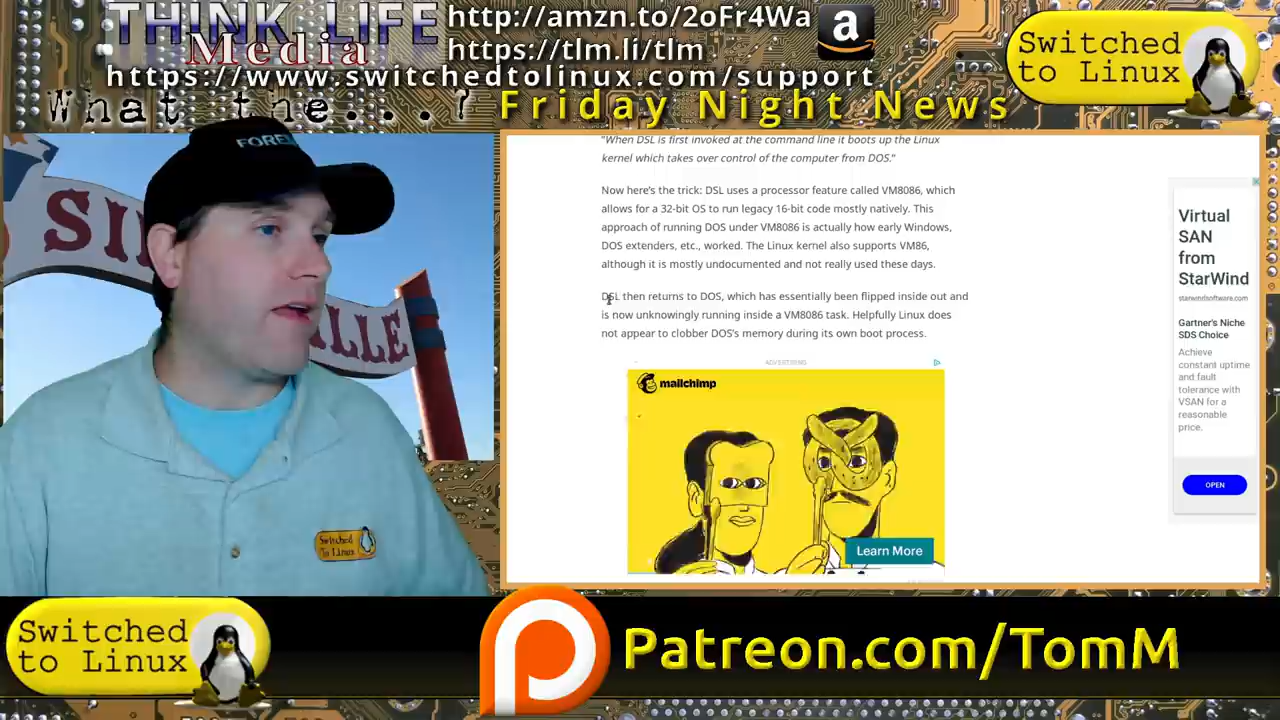 THINK LIFE
Media
http://amzn.to/2oFr4Wa
https://tlm.li/tlm
https://www.switchedtolinux.com/support
a
Switched
to Linux
What the...? Friday Night News
"When DSL is first invoked at the command line it boots up the Linux
kernel which takes over control of the computer from DOS."
Now here's the trick: DSL uses a processor feature called VM8086, which
allows for a 32-bit OS to run legacy 16-bit code mostly natively. This
approach of running DOS under VM8086 is actually how early Windows,
DOS extenders, etc., worked. The Linux kernel also supports VM86,
although it is mostly undocumented and not really used these days.
DSL then returns to DOS, which has essentially been flipped inside out and
is now unknowingly running inside a VM8086 task. Helpfully Linux does
not appear to clobber DOS's memory during its own boot process.
ADVERTISING
mailchimp
Learn More
Virtual
SAN
from
StarWind
starwindsoftware.com
Gartner's Niche
SDS Choice
Achieve
constant uptime
and fault
tolerance with
VSAN for a
reasonable
price.
OPEN
Switched
To Linux
Switched
to Linux
Patreon.com/TomM